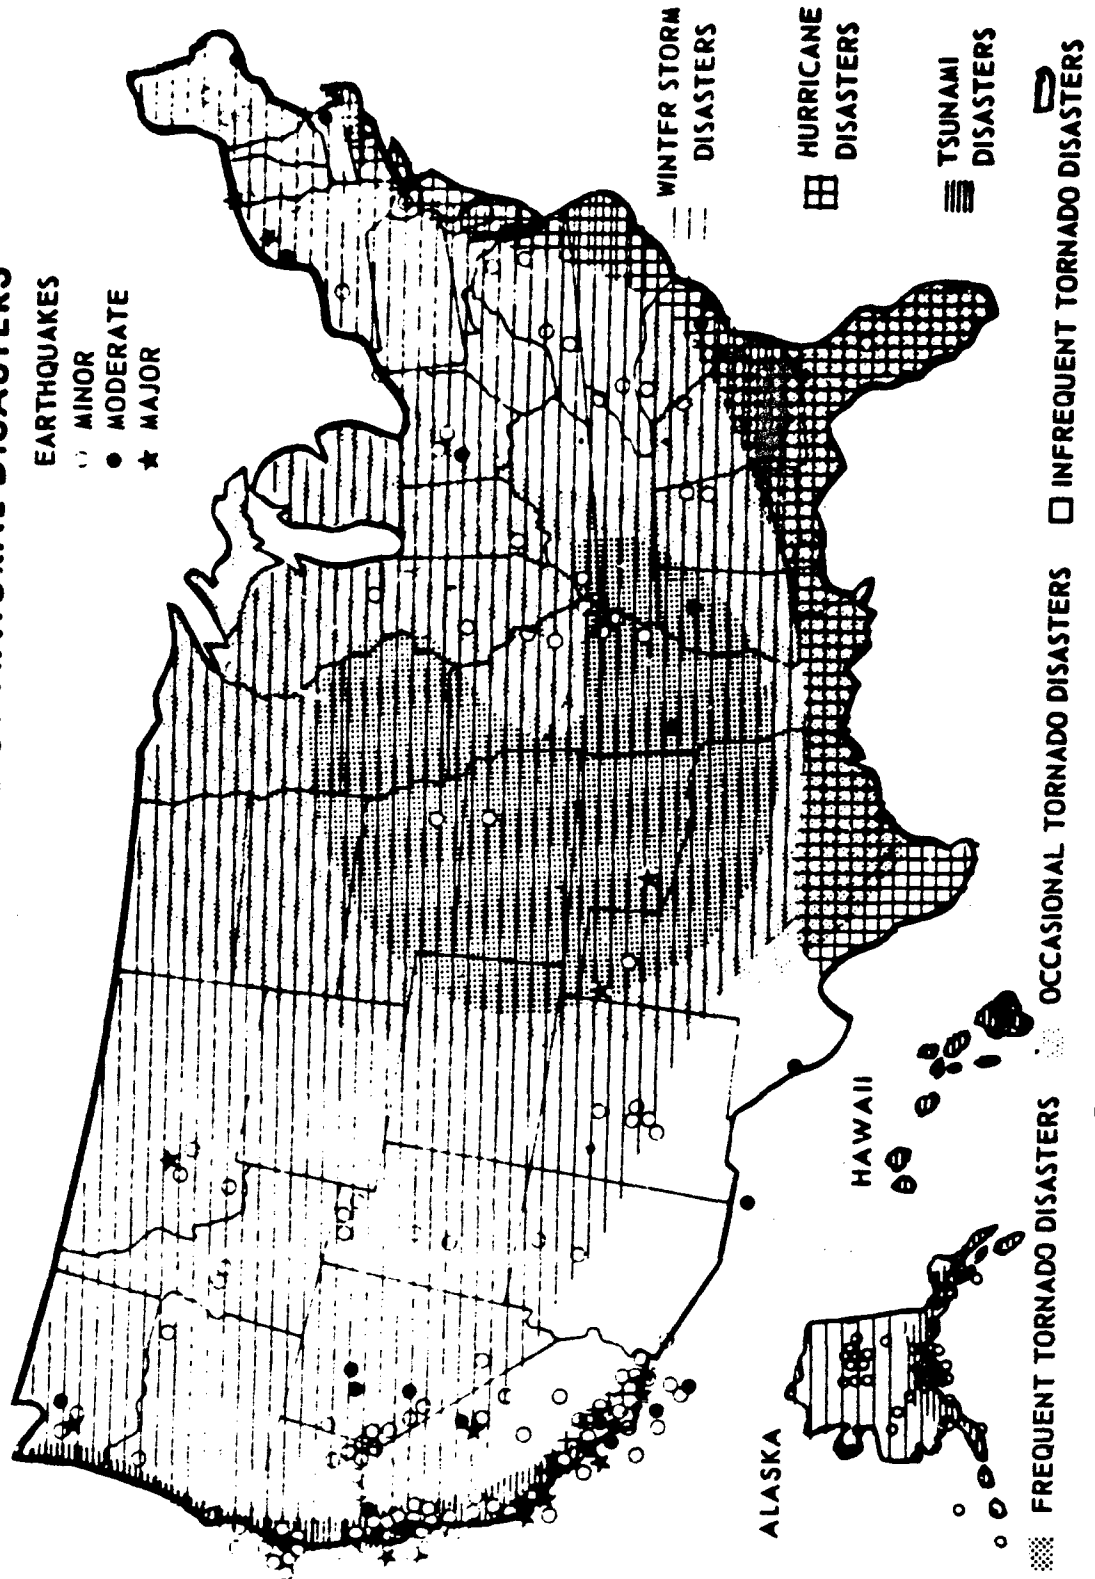 DISASTERS
EARTHQUAKES
MINOR
MODERATE
MAJOR
WINTFR STORM
DISASTERS
HURRICANE
DISASTERS
TSUNAMI
DISASTERS
ALASKA
HAWAII
FREQUENT TORNADO DISASTERS
OCCASIONAL TORNADO DISASTERS
INFREQUENT TORNADO DISASTERS